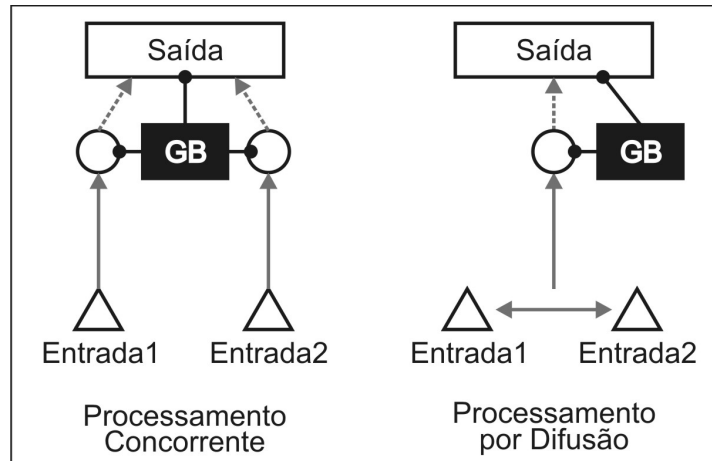 Saída
GB
Entrada1
Entrada2
Processamento
Concorrente
Saída
GB
Entrada1
Entrada2
Processamento
por Difusão